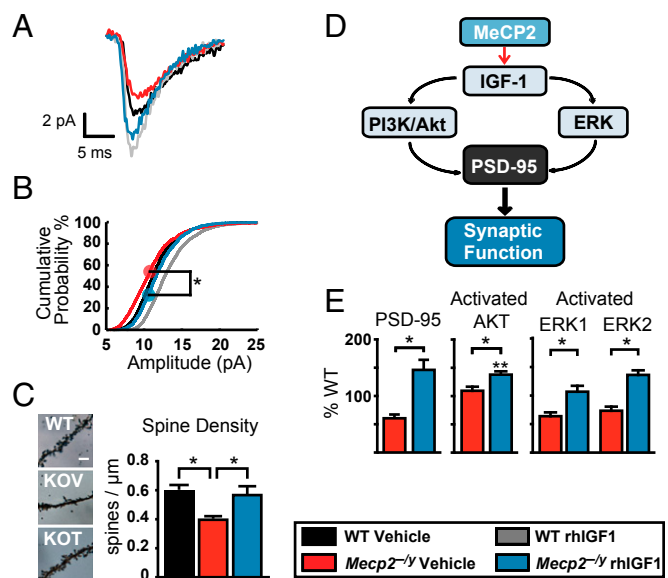 A
2 pA
5 ms
B
Cumulative
Probability %
100
80
60
40
20
0
*
5 10 15 20 25
Amplitude (pA)
C
WT
KOV
KOT
Spine Density
spines / μm
0.8
0.6
0.4
0.2
0
* *
D
MeCP2
IGF-1
PI3K/Akt
ERK
PSD-95
Synaptic
Function
E
% WT
200
100
PSD-95
*
Activated
AKT
*
**
Activated
ERK1 ERK2
* *
WT Vehicle
WT rhIGF1
Mecp2–/y Vehicle
Mecp2–/y rhIGF1